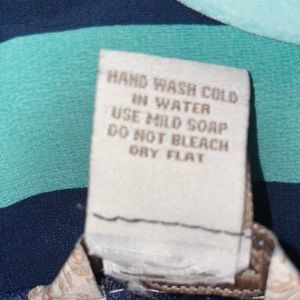 HAND WASH COLD
IN WATER
USE MILD SOAP
DO NOT BLEACH
DRY FLAT